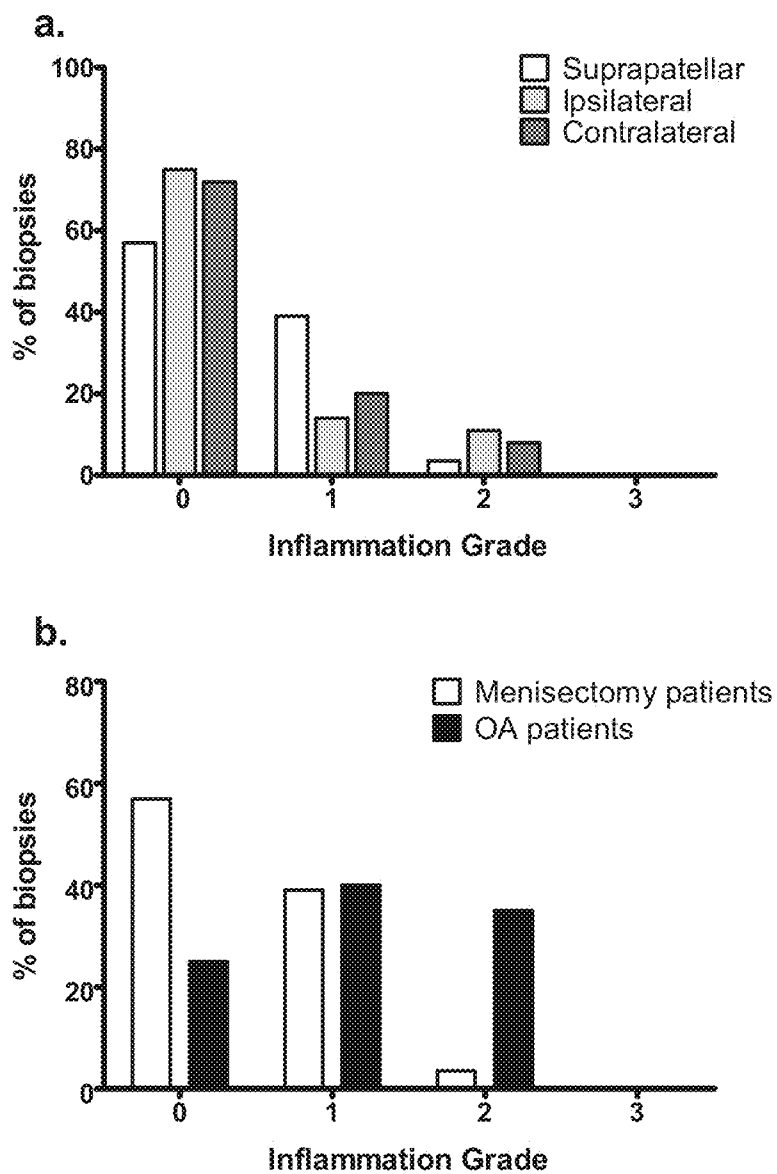 a.
Suprapatellar
Ipsilateral
Contralateral
100
80
60
40
20
0
% of biopsies
0 1 2 3
Inflammation Grade
b.
Menisectomy patients
OA patients
80
60
40
20
0
% of biopsies
0 1 2 3
Inflammation Grade